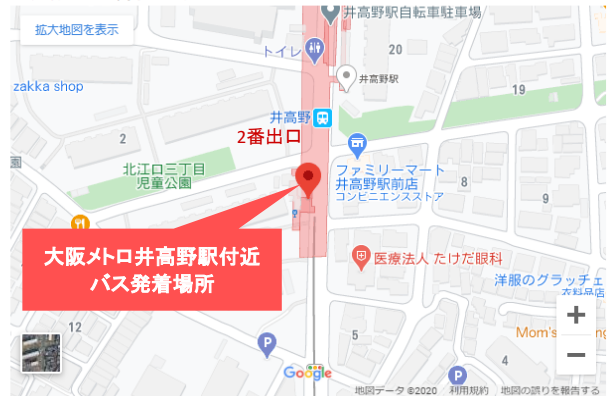 井高野駅自転車駐車場
拡大地図を表示
トイレ
20
井高野駅
zakka shop
19
井高野
2番出口
2
ファミリーマート
井高野駅前店
コンビニエンスストア
北江口三丁目
児童公園
8
9
園
大阪メトロ井高野駅付近
バス発着場所
医療法人 たけだ眼科
洋服のグラッチェ
衣料品店
+
12
5
Mom's
−
4
P
P
Google
地図データ ©2020 利用規約 地図の誤りを報告する